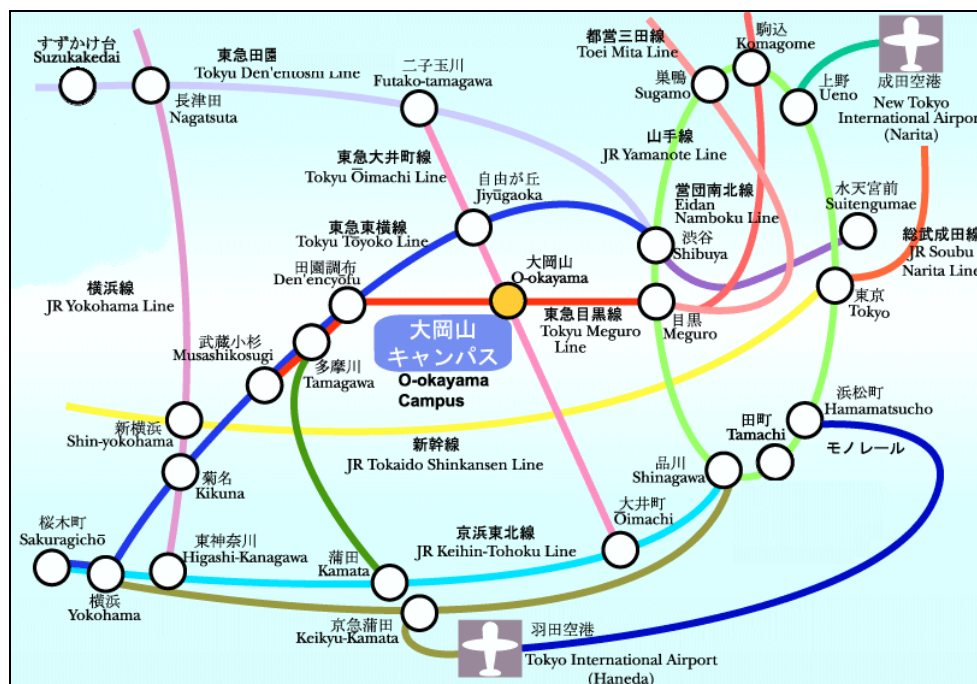 すずかけ台
Suzukakedai
東急田園
Tokyu Den'entoshi Line
長津田
Nagatsuta
二子玉川
Futako-tamagawa
都営三田線
Toei Mita Line
駒込
Komagome
巣鴨
Sugamo
上野
Ueno
成田空港
New Tokyo
International Airport
(Narita)
山手線
JR Yamanote Line
東急大井町線
Tokyu Ōimachi Line
自由が丘
Jiyūgaoka
営団南北線
Eidan
Namboku Line
水天宮前
Suitengumae
東急東横線
Tokyu Tōyoko Line
渋谷
Shibuya
総武成田線
JR Soubu
Narita Line
田園調布
Den'encyōfu
大岡山
O-okayama
横浜線
JR Yokohama Line
東急目黒線
Tokyu Meguro
Line
目黒
Meguro
東京
Tokyo
武蔵小杉
Musashikosugi
多摩川
Tamagawa
大岡山
キャンパス
O-okayama
Campus
新横浜
Shin-yokohama
新幹線
JR Tokaido Shinkansen Line
田町
Tamachi
浜松町
Hamamatsucho
モノレール
菊名
Kikuna
品川
Shinagawa
大井町
Ōimachi
桜木町
Sakuragichō
東神奈川
Higashi-Kanagawa
京浜東北線
JR Keihin-Tohoku Line
蒲田
Kamata
横浜
Yokohama
京急蒲田
Keikyu-Kamata
羽田空港
Tokyo International Airport
(Haneda)